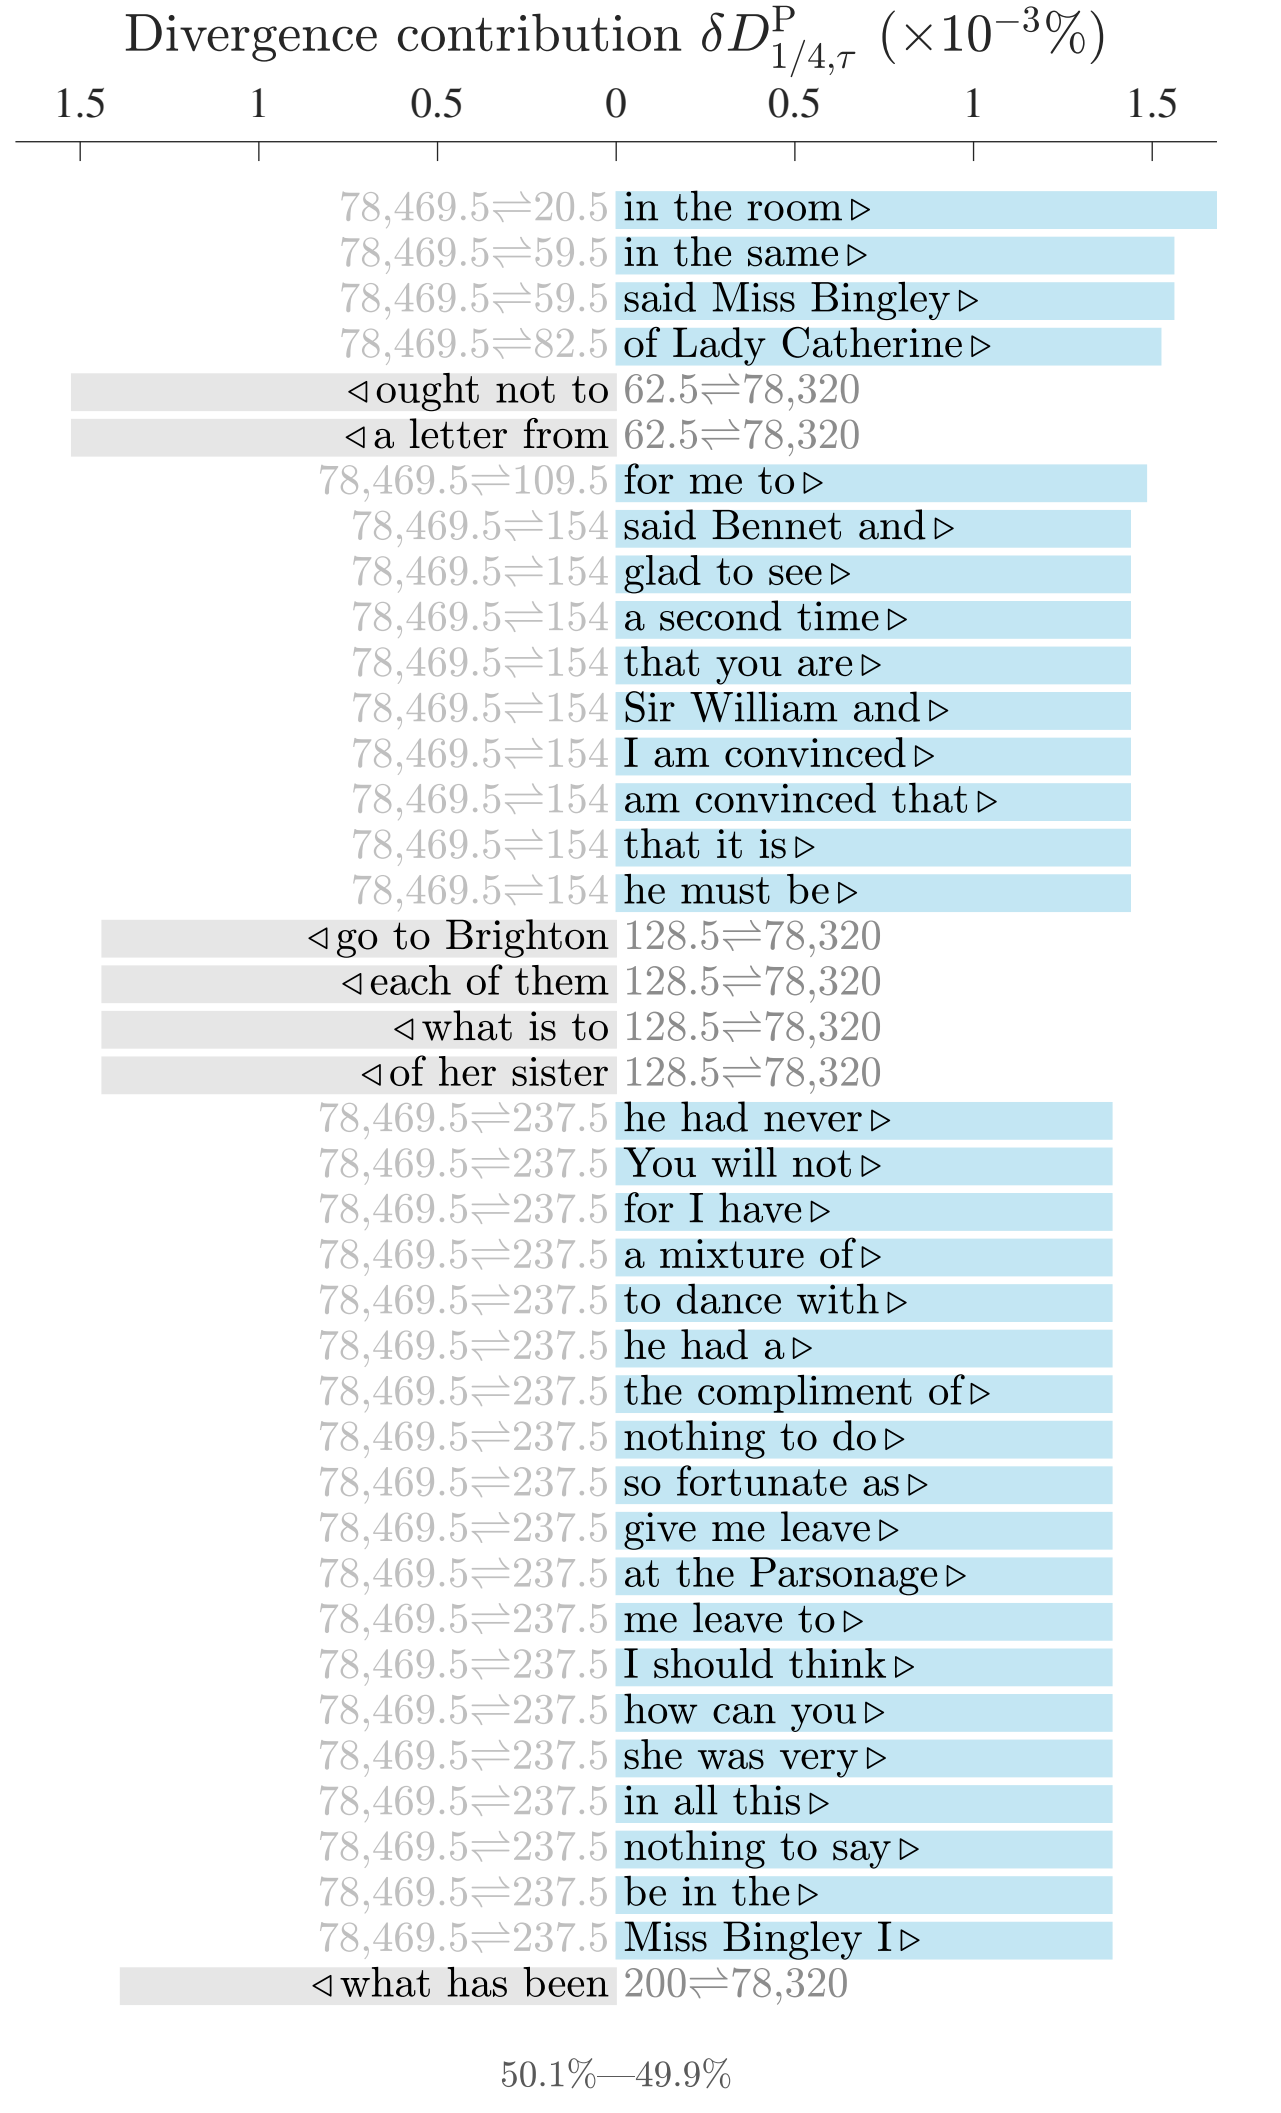 Divergence contribution δD^P_{1/4,τ} (×10^{−3}%)
1.5 1 0.5 0 0.5 1 1.5
78,469.5⇌20.5 in the room▷
78,469.5⇌59.5 in the same▷
78,469.5⇌59.5 said Miss Bingley▷
78,469.5⇌82.5 of Lady Catherine▷
◁ought not to 62.5⇌78,320
◁a letter from 62.5⇌78,320
78,469.5⇌109.5 for me to▷
78,469.5⇌154 said Bennet and▷
78,469.5⇌154 glad to see▷
78,469.5⇌154 a second time▷
78,469.5⇌154 that you are▷
78,469.5⇌154 Sir William and▷
78,469.5⇌154 I am convinced▷
78,469.5⇌154 am convinced that▷
78,469.5⇌154 that it is▷
78,469.5⇌154 he must be▷
◁go to Brighton 128.5⇌78,320
◁each of them 128.5⇌78,320
◁what is to 128.5⇌78,320
◁of her sister 128.5⇌78,320
78,469.5⇌237.5 he had never▷
78,469.5⇌237.5 You will not▷
78,469.5⇌237.5 for I have▷
78,469.5⇌237.5 a mixture of▷
78,469.5⇌237.5 to dance with▷
78,469.5⇌237.5 he had a▷
78,469.5⇌237.5 the compliment of▷
78,469.5⇌237.5 nothing to do▷
78,469.5⇌237.5 so fortunate as▷
78,469.5⇌237.5 give me leave▷
78,469.5⇌237.5 at the Parsonage▷
78,469.5⇌237.5 me leave to▷
78,469.5⇌237.5 I should think▷
78,469.5⇌237.5 how can you▷
78,469.5⇌237.5 she was very▷
78,469.5⇌237.5 in all this▷
78,469.5⇌237.5 nothing to say▷
78,469.5⇌237.5 be in the▷
78,469.5⇌237.5 Miss Bingley I▷
◁what has been 200⇌78,320
50.1%—49.9%